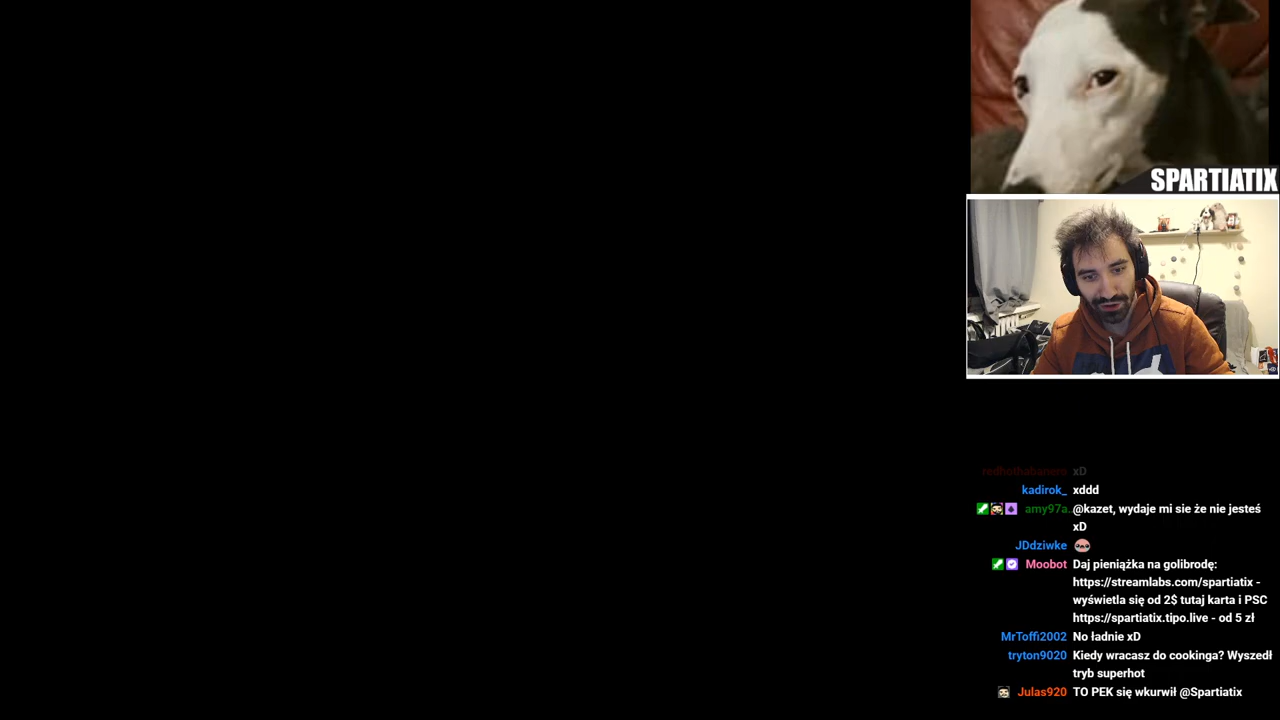 SPARTIATIX
redhothabanero xD
kadirok_ xddd
amy97a.. @kazet, wydaje mi sie że nie jesteś
xD
JDdziwke
Moobot Daj pieniążka na golibrodę:
https://streamlabs.com/spartiatix -
wyświetla się od 2$ tutaj karta i PSC
https://spartiatix.tipo.live - od 5 zł
MrToffi2002 No ładnie xD
tryton9020 Kiedy wracasz do cookinga? Wyszedł
tryb superhot
Julas920 TO PEK się wkurwił @Spartiatix